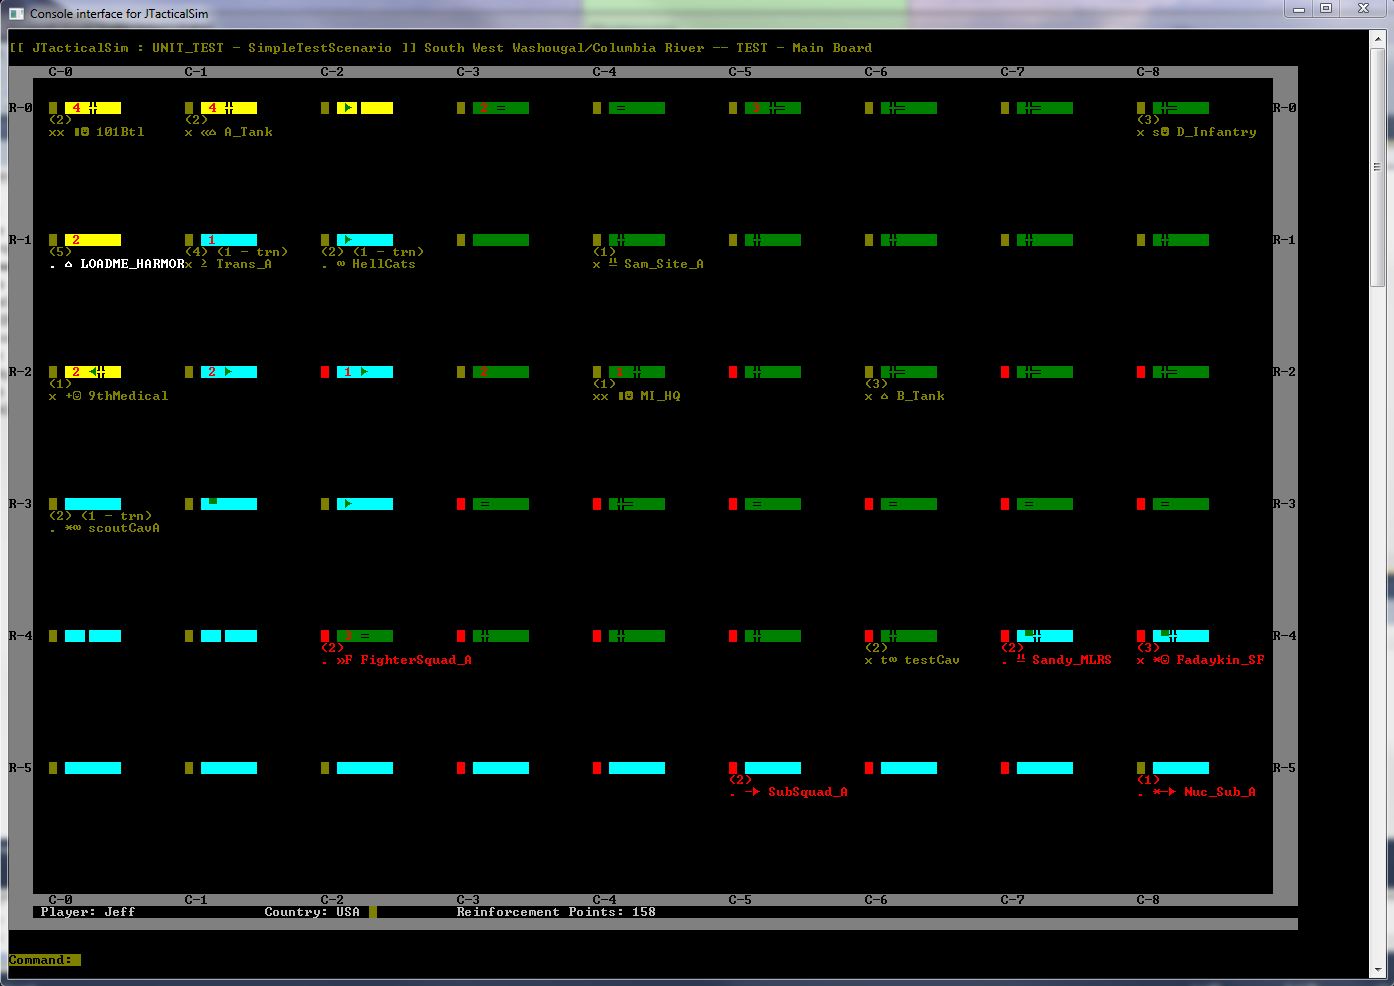 Console interface for JTacticalSim
[[ JTacticalSim : UNIT_TEST - SimpleTestScenario ]] South West Washougal/Columbia River -- TEST - Main Board
C-0 C-1 C-2 C-3 C-4 C-5 C-6 C-7 C-8
R-0 4 4 2 = = = = = = R-0
(2) (2) (3)
xx 101Btl x A_Tank x s D_Infantry
R-1 2 1 R-1
(5) (4) (1 - trn) (2) (1 - trn) (1)
. LOADME_HARMOR x Trans_A . ∞ HellCats x Sam_Site_A
R-2 2 2 1 2 1 = = = = R-2
(1) (1) (3)
x + 9thMedical xx MI_HQ x B_Tank
R-3 = = = = = = R-3
(2) (1 - trn)
. *∞ scoutCavA
R-4 = R-4
(2) (2) (2) (3)
. »F FighterSquad_A x t∞ testCav . Sandy_MLRS x * Fadaykin_SF
R-5 R-5
(2) (1)
. SubSquad_A . * Nuc_Sub_A
C-0 C-1 C-2 C-3 C-4 C-5 C-6 C-7 C-8
Player: Jeff Country: USA Reinforcement Points: 158
Command: